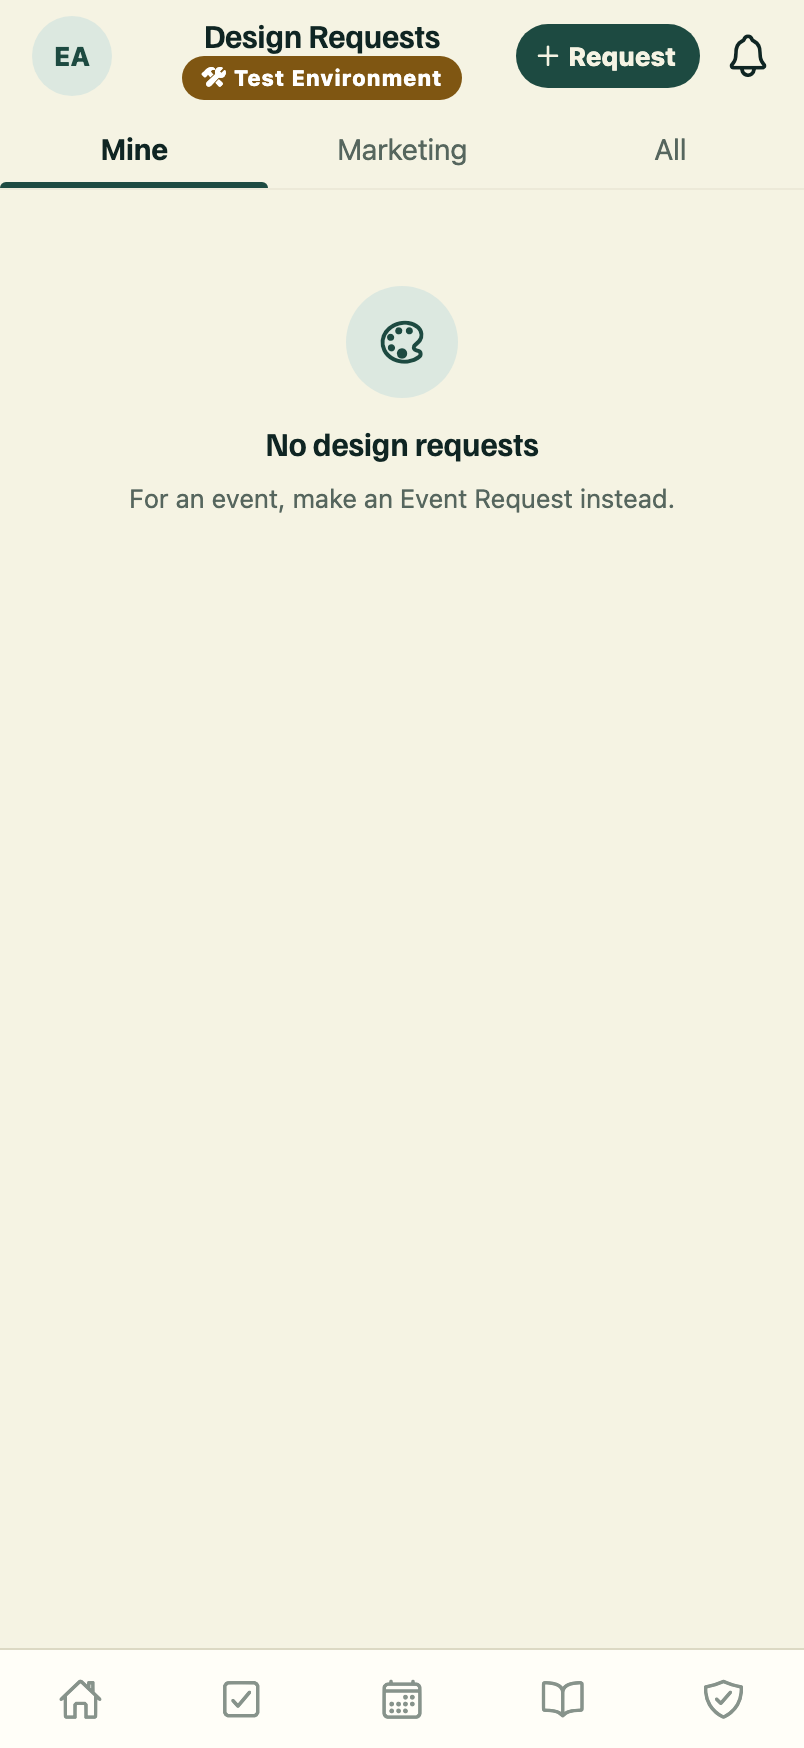 EA
Design Requests
Test Environment
+ Request
Mine
Marketing
All
No design requests
For an event, make an Event Request instead.